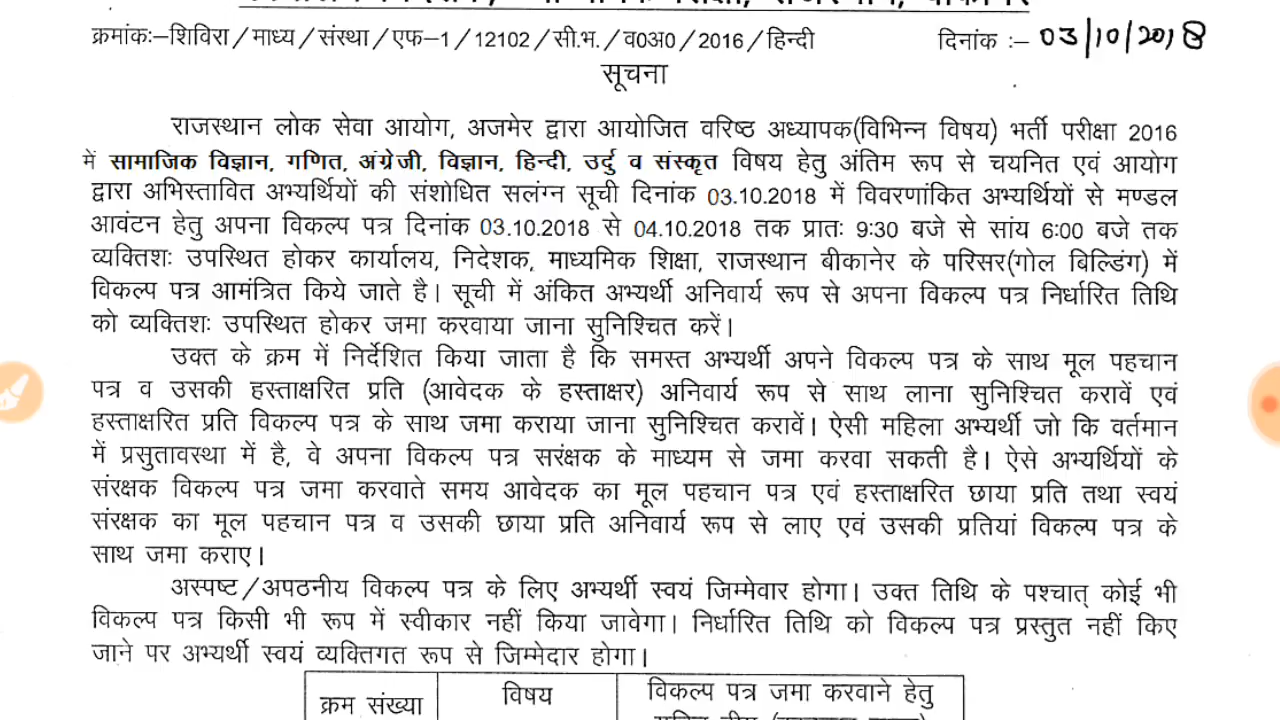 क्रमांकः–शिविरा/माध्य/संस्था/एफ–1/12102/सी.भ./व0अ0/2016/हिन्दी दिनांक :– 03/10/2018
सूचना
राजस्थान लोक सेवा आयोग, अजमेर द्वारा आयोजित वरिष्ठ अध्यापक(विभिन्न विषय) भर्ती परीक्षा 2016
में सामाजिक विज्ञान, गणित, अंग्रेजी, विज्ञान, हिन्दी, उर्दु व संस्कृत विषय हेतु अंतिम रूप से चयनित एवं आयोग
द्वारा अभिस्तावित अभ्यर्थियों की संशोधित सलंग्न सूची दिनांक 03.10.2018 में विवरणांकित अभ्यर्थियों से मण्डल
आवंटन हेतु अपना विकल्प पत्र दिनांक 03.10.2018 से 04.10.2018 तक प्रातः 9:30 बजे से सांय 6:00 बजे तक
व्यक्तिशः उपस्थित होकर कार्यालय, निदेशक, माध्यमिक शिक्षा, राजस्थान बीकानेर के परिसर(गोल बिल्डिंग) में
विकल्प पत्र आमंत्रित किये जाते है। सूची में अंकित अभ्यर्थी अनिवार्य रूप से अपना विकल्प पत्र निर्धारित तिथि
को व्यक्तिशः उपस्थित होकर जमा करवाया जाना सुनिश्चित करें।
उक्त के क्रम में निर्देशित किया जाता है कि समस्त अभ्यर्थी अपने विकल्प पत्र के साथ मूल पहचान
पत्र व उसकी हस्ताक्षरित प्रति (आवेदक के हस्ताक्षर) अनिवार्य रूप से साथ लाना सुनिश्चित करावें एवं
हस्ताक्षरित प्रति विकल्प पत्र के साथ जमा कराया जाना सुनिश्चित करावें। ऐसी महिला अभ्यर्थी जो कि वर्तमान
में प्रसुतावस्था में है, वे अपना विकल्प पत्र सरंक्षक के माध्यम से जमा करवा सकती है। ऐसे अभ्यर्थियों के
संरक्षक विकल्प पत्र जमा करवाते समय आवेदक का मूल पहचान पत्र एवं हस्ताक्षरित छाया प्रति तथा स्वयं
संरक्षक का मूल पहचान पत्र व उसकी छाया प्रति अनिवार्य रूप से लाए एवं उसकी प्रतियां विकल्प पत्र के
साथ जमा कराए।
अस्पष्ट/अपठनीय विकल्प पत्र के लिए अभ्यर्थी स्वयं जिम्मेवार होगा। उक्त तिथि के पश्चात् कोई भी
विकल्प पत्र किसी भी रूप में स्वीकार नहीं किया जावेगा। निर्धारित तिथि को विकल्प पत्र प्रस्तुत नहीं किए
जाने पर अभ्यर्थी स्वयं व्यक्तिगत रूप से जिम्मेदार होगा।
क्रम संख्या विषय विकल्प पत्र जमा करवाने हेतु